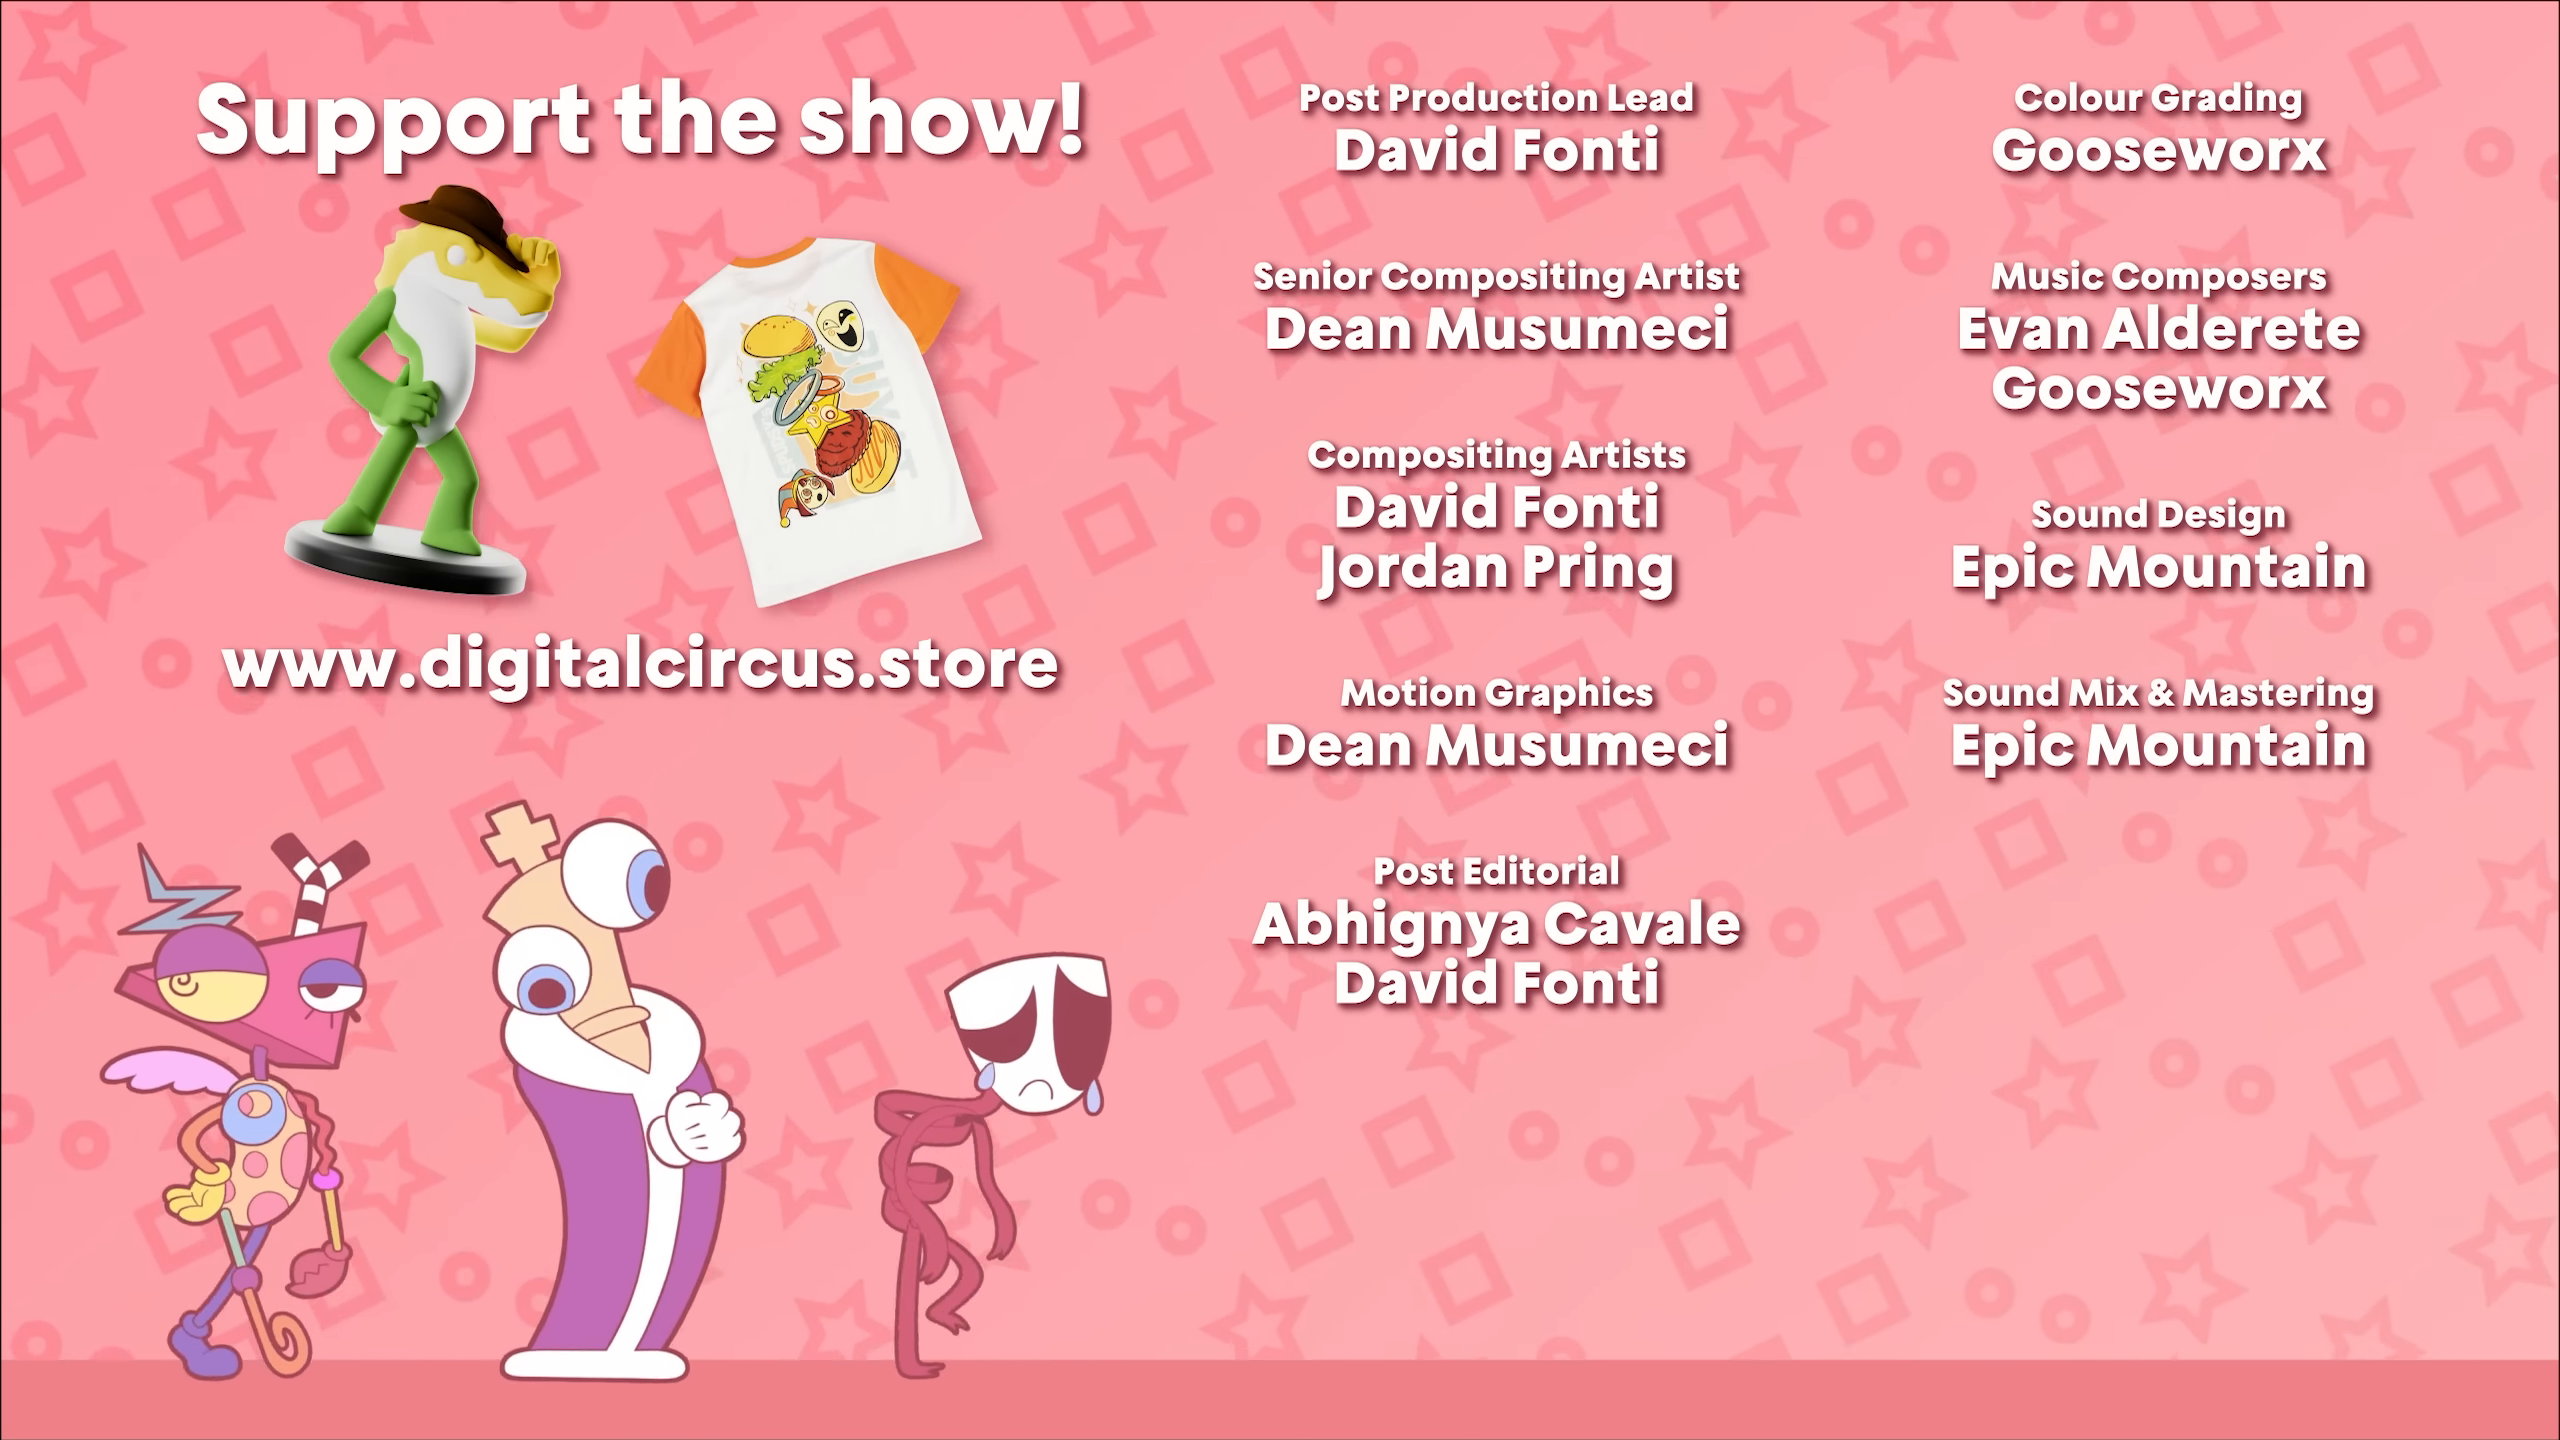 Support the show!
www.digitalcircus.store
Post Production Lead
David Fonti
Senior Compositing Artist
Dean Musumeci
Compositing Artists
David Fonti
Jordan Pring
Motion Graphics
Dean Musumeci
Post Editorial
Abhignya Cavale
David Fonti
Colour Grading
Gooseworx
Music Composers
Evan Alderete
Gooseworx
Sound Design
Epic Mountain
Sound Mix & Mastering
Epic Mountain